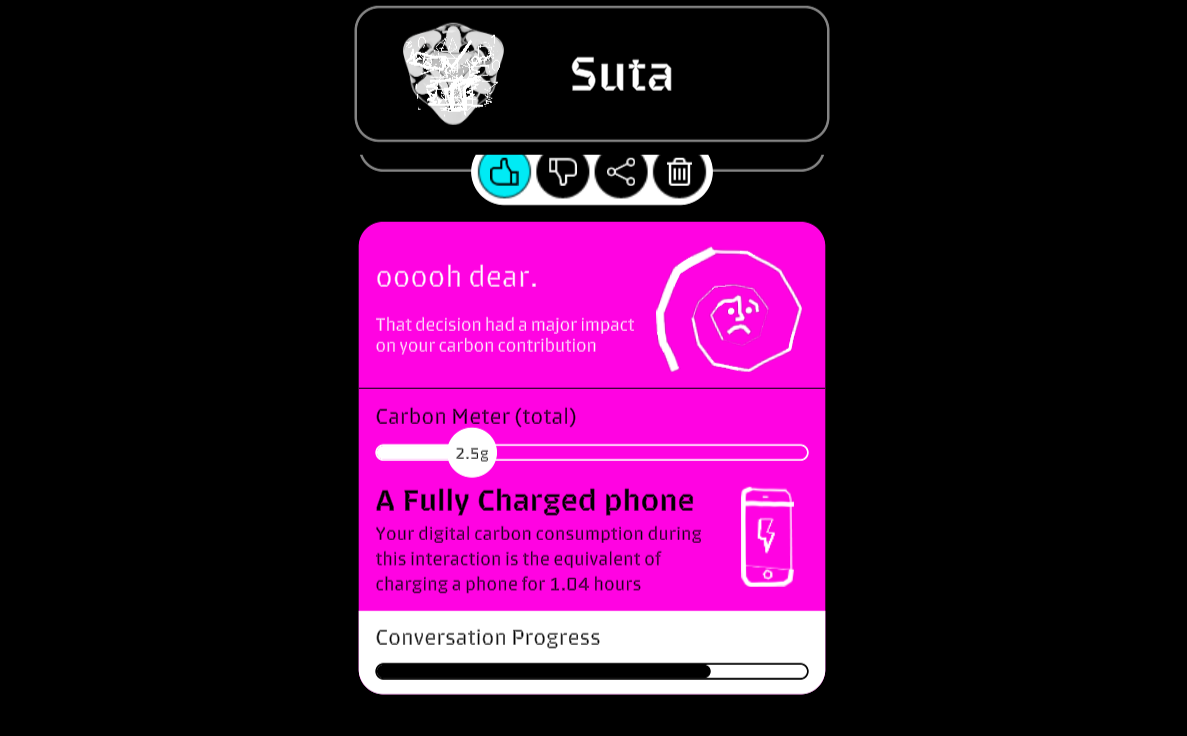 Suta
ooooh dear.
That decision had a major impact
on your carbon contribution
Carbon Meter (total)
2.5g
A Fully Charged phone
Your digital carbon consumption during
this interaction is the equivalent of
charging a phone for 1.04 hours
Conversation Progress